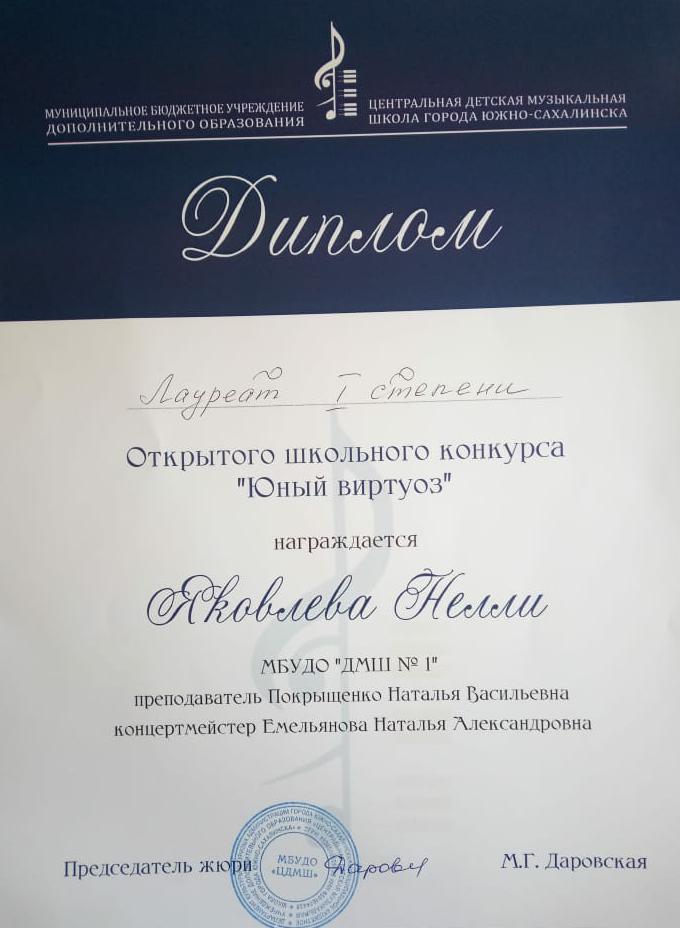 МУНИЦИПАЛЬНОЕ БЮДЖЕТНОЕ УЧРЕЖДЕНИЕ
ДОПОЛНИТЕЛЬНОГО ОБРАЗОВАНИЯ
ЦЕНТРАЛЬНАЯ ДЕТСКАЯ МУЗЫКАЛЬНАЯ
ШКОЛА ГОРОДА ЮЖНО-САХАЛИНСКА
Диплом
Лауреат I степени
Открытого школьного конкурса
"Юный виртуоз"
награждается
Яковлева Нелли
МБУДО "ДМШ № 1"
преподаватель Покрыщенко Наталья Васильевна
концертмейстер Емельянова Наталья Александровна
Председатель жюри
МБУДО
«ЦДМШ»
М.Г. Даровская